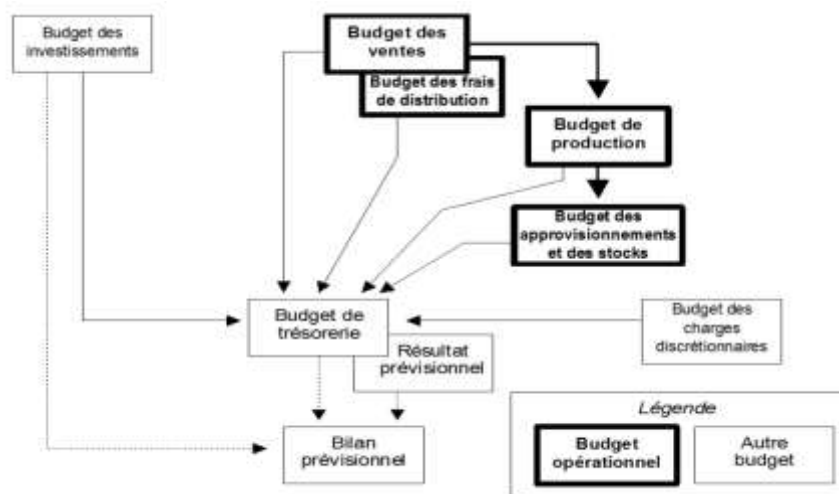 Budget des
investissements
Budget des
ventes
Budget des frais
de distribution
Budget de
production
Budget des
approvisionnements
et des stocks
Budget de
trésorerie
Résultat
prévisionnel
Budget des
charges
discrétionnaires
Bilan
prévisionnel
Légende
Budget
opérationnel
Autre
budget